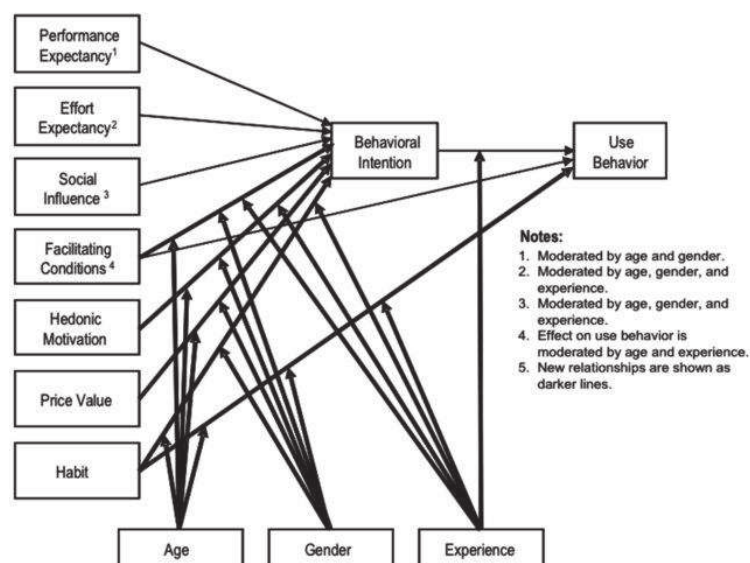 Performance
Expectancy¹
Effort
Expectancy²
Social
Influence ³
Facilitating
Conditions ⁴
Hedonic
Motivation
Price Value
Habit
Behavioral
Intention
Use
Behavior
Notes:
1. Moderated by age and gender.
2. Moderated by age, gender, and
experience.
3. Moderated by age, gender, and
experience.
4. Effect on use behavior is
moderated by age and experience.
5. New relationships are shown as
darker lines.
Age
Gender
Experience